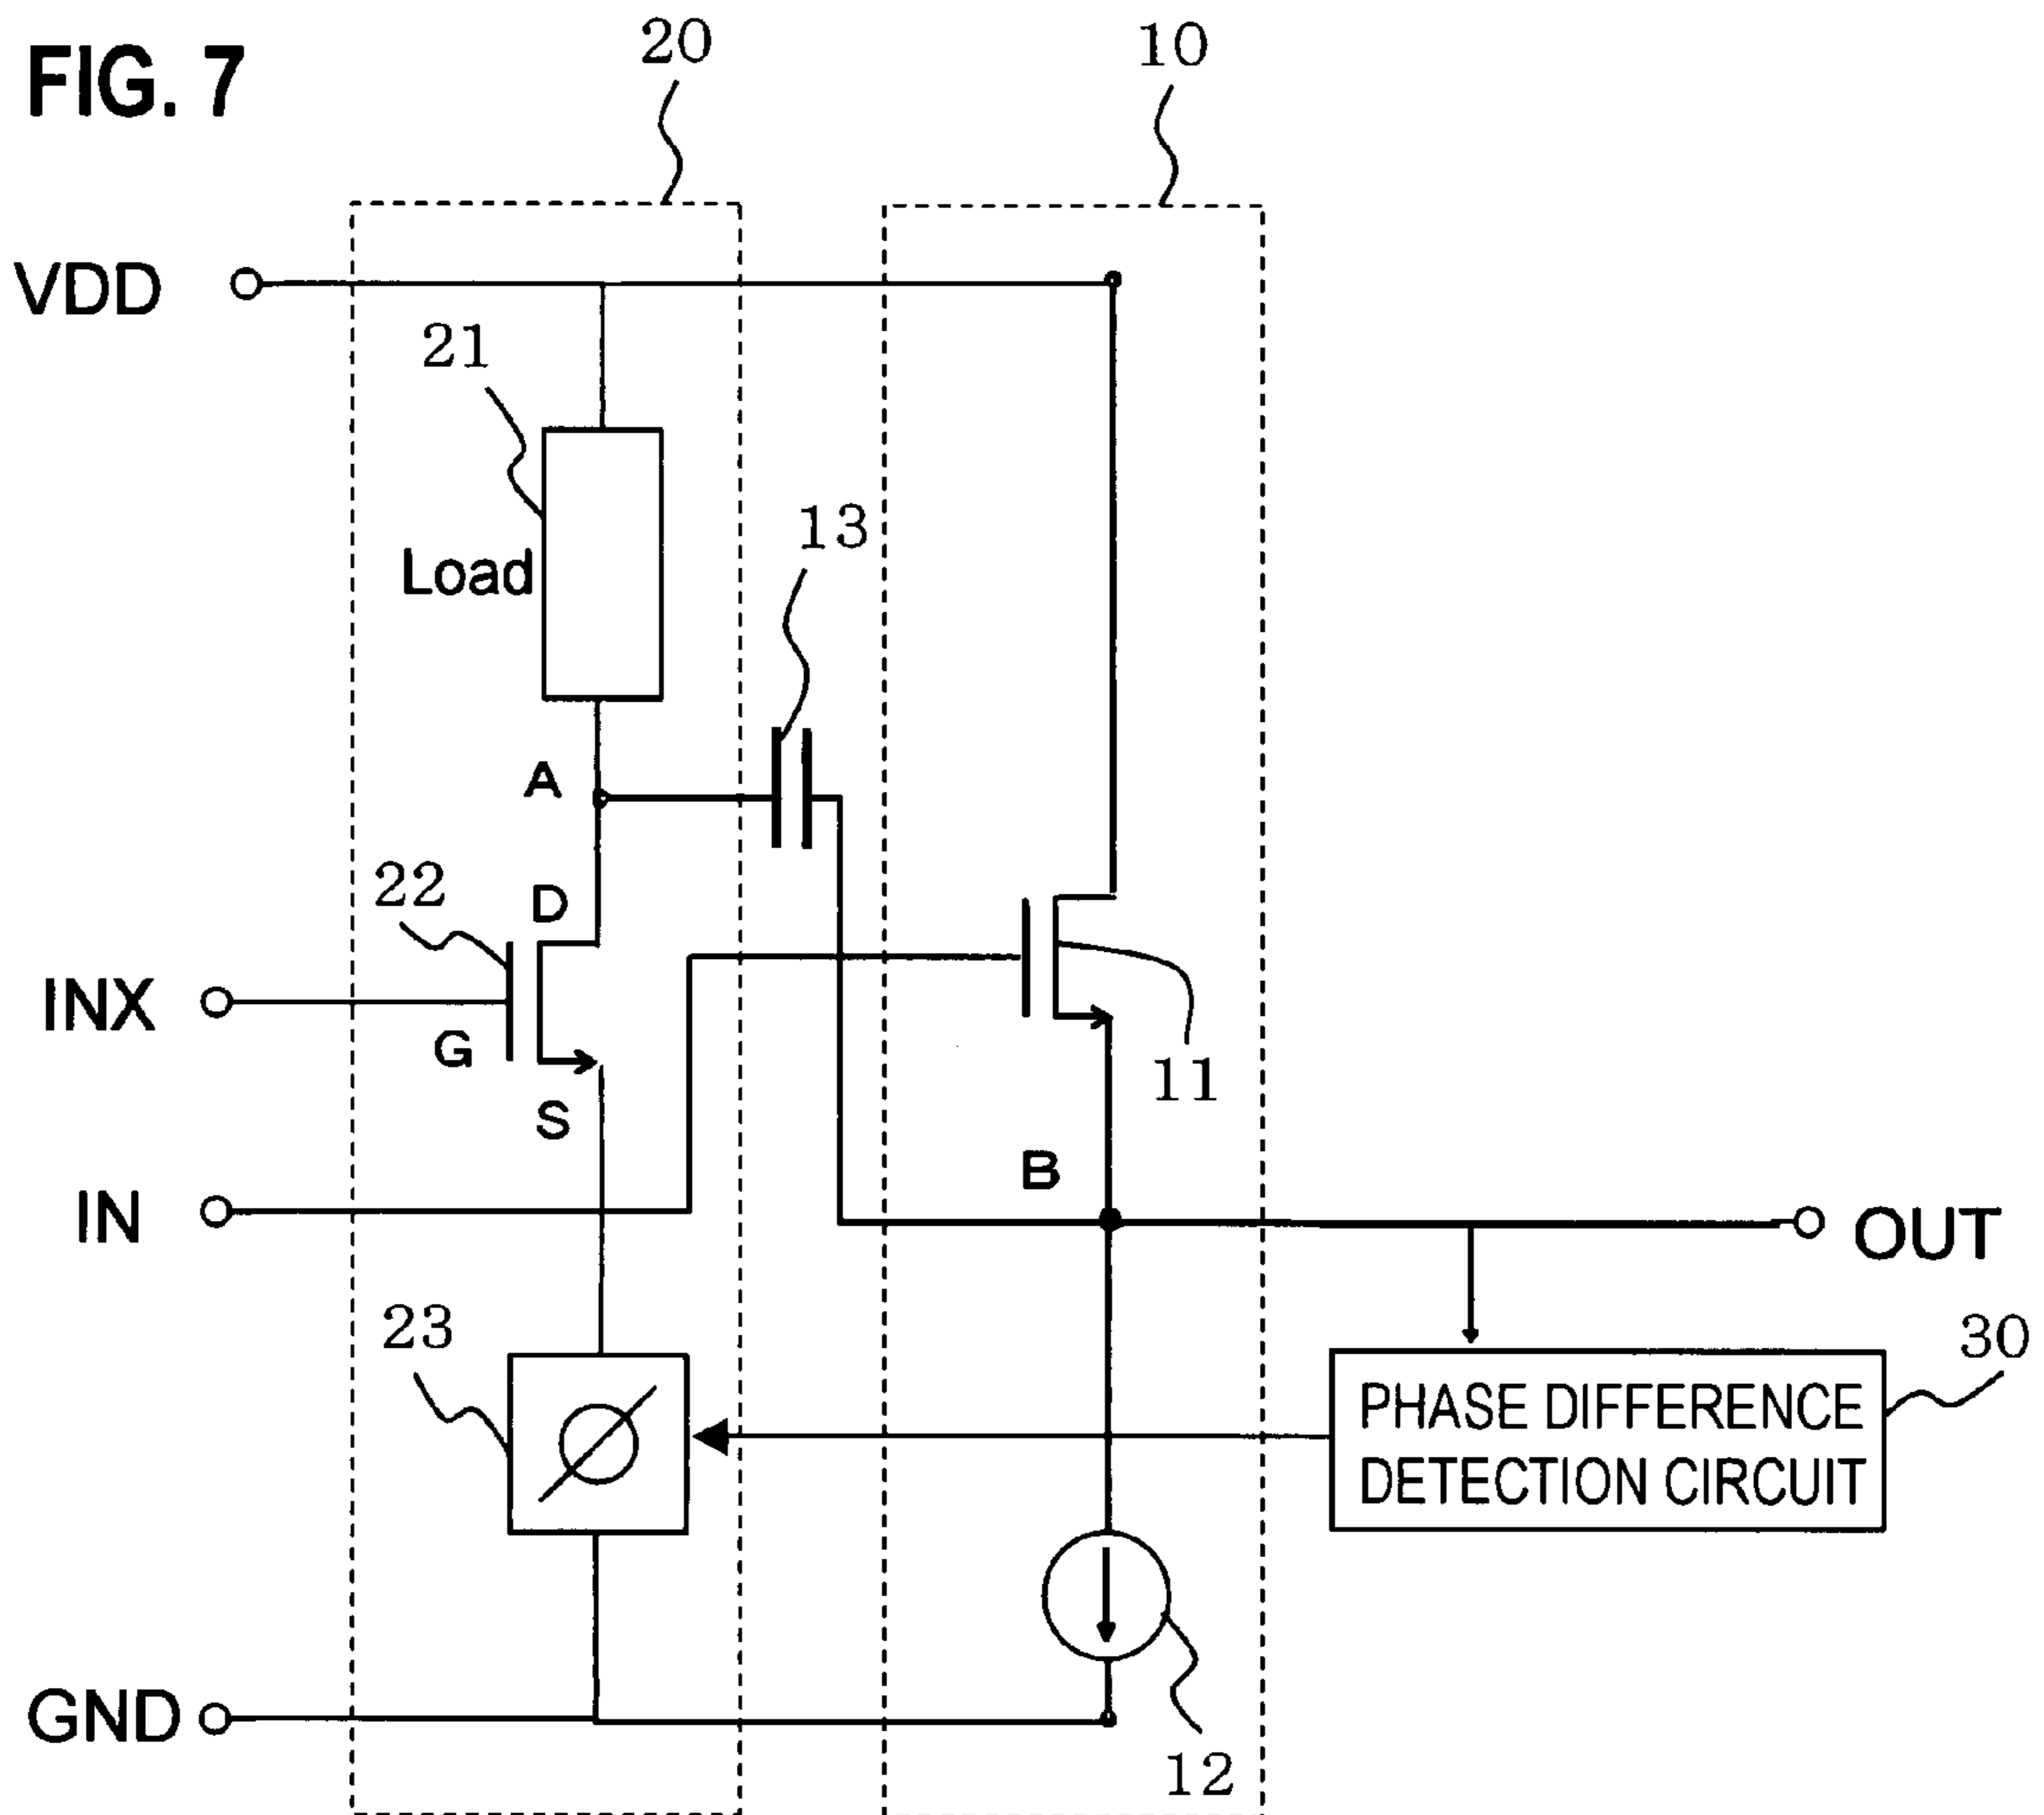 FIG. 7
20
10
VDD
21
Load
13
A
22
D
INX
G
11
S
B
IN
OUT
23
30
PHASE DIFFERENCE
DETECTION CIRCUIT
GND
12